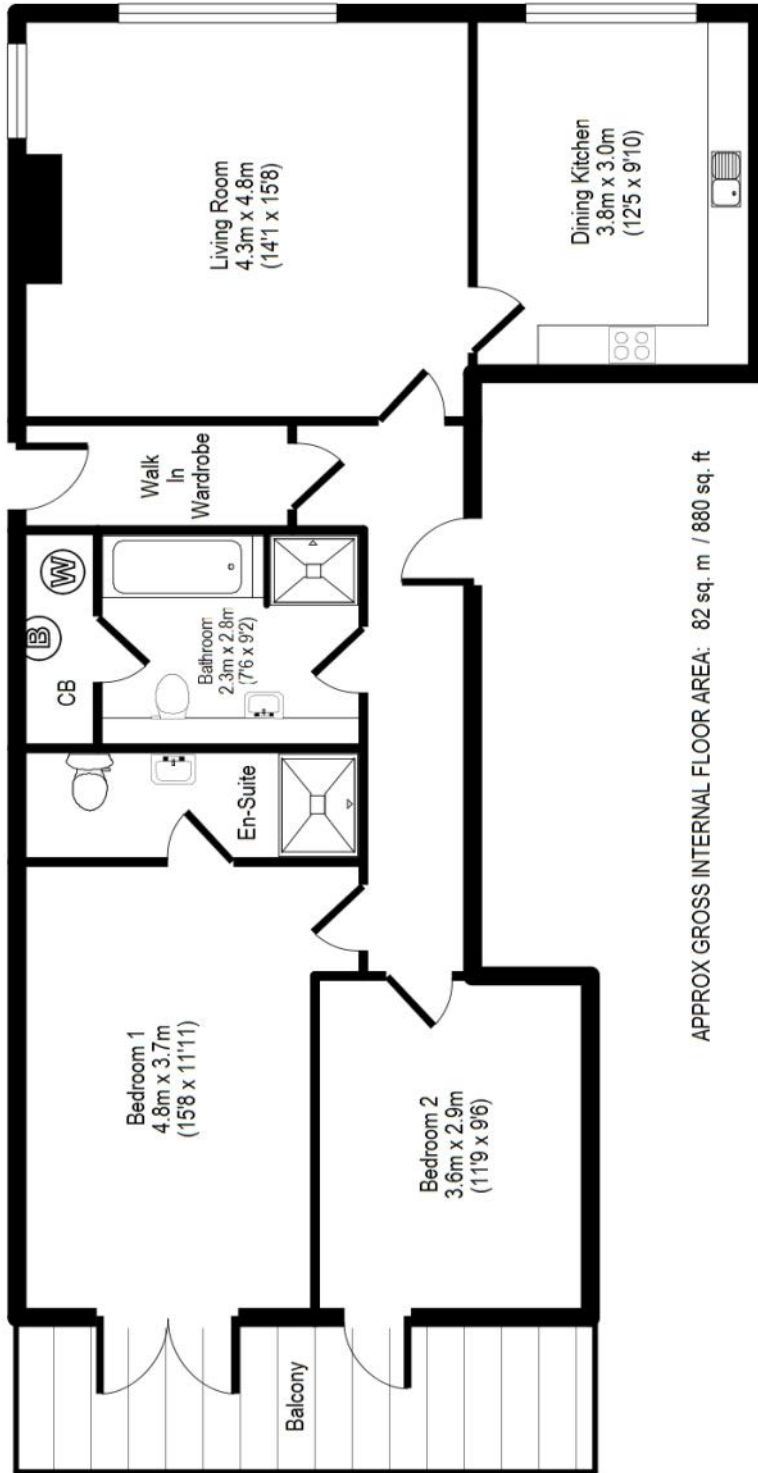 Living Room
4.3m x 4.8m
(14'1 x 15'8)
Dining Kitchen
3.8m x 3.0m
(12'5 x 9'10)
Walk
In
Wardrobe
W
B
CB
Bathroom
2.3m x 2.8m
(7'6 x 9'2)
En-Suite
Bedroom 1
4.8m x 3.7m
(15'8 x 11'11)
Bedroom 2
3.6m x 2.9m
(11'9 x 9'6)
Balcony
APPROX GROSS INTERNAL FLOOR AREA: 82 sq. m / 880 sq. ft